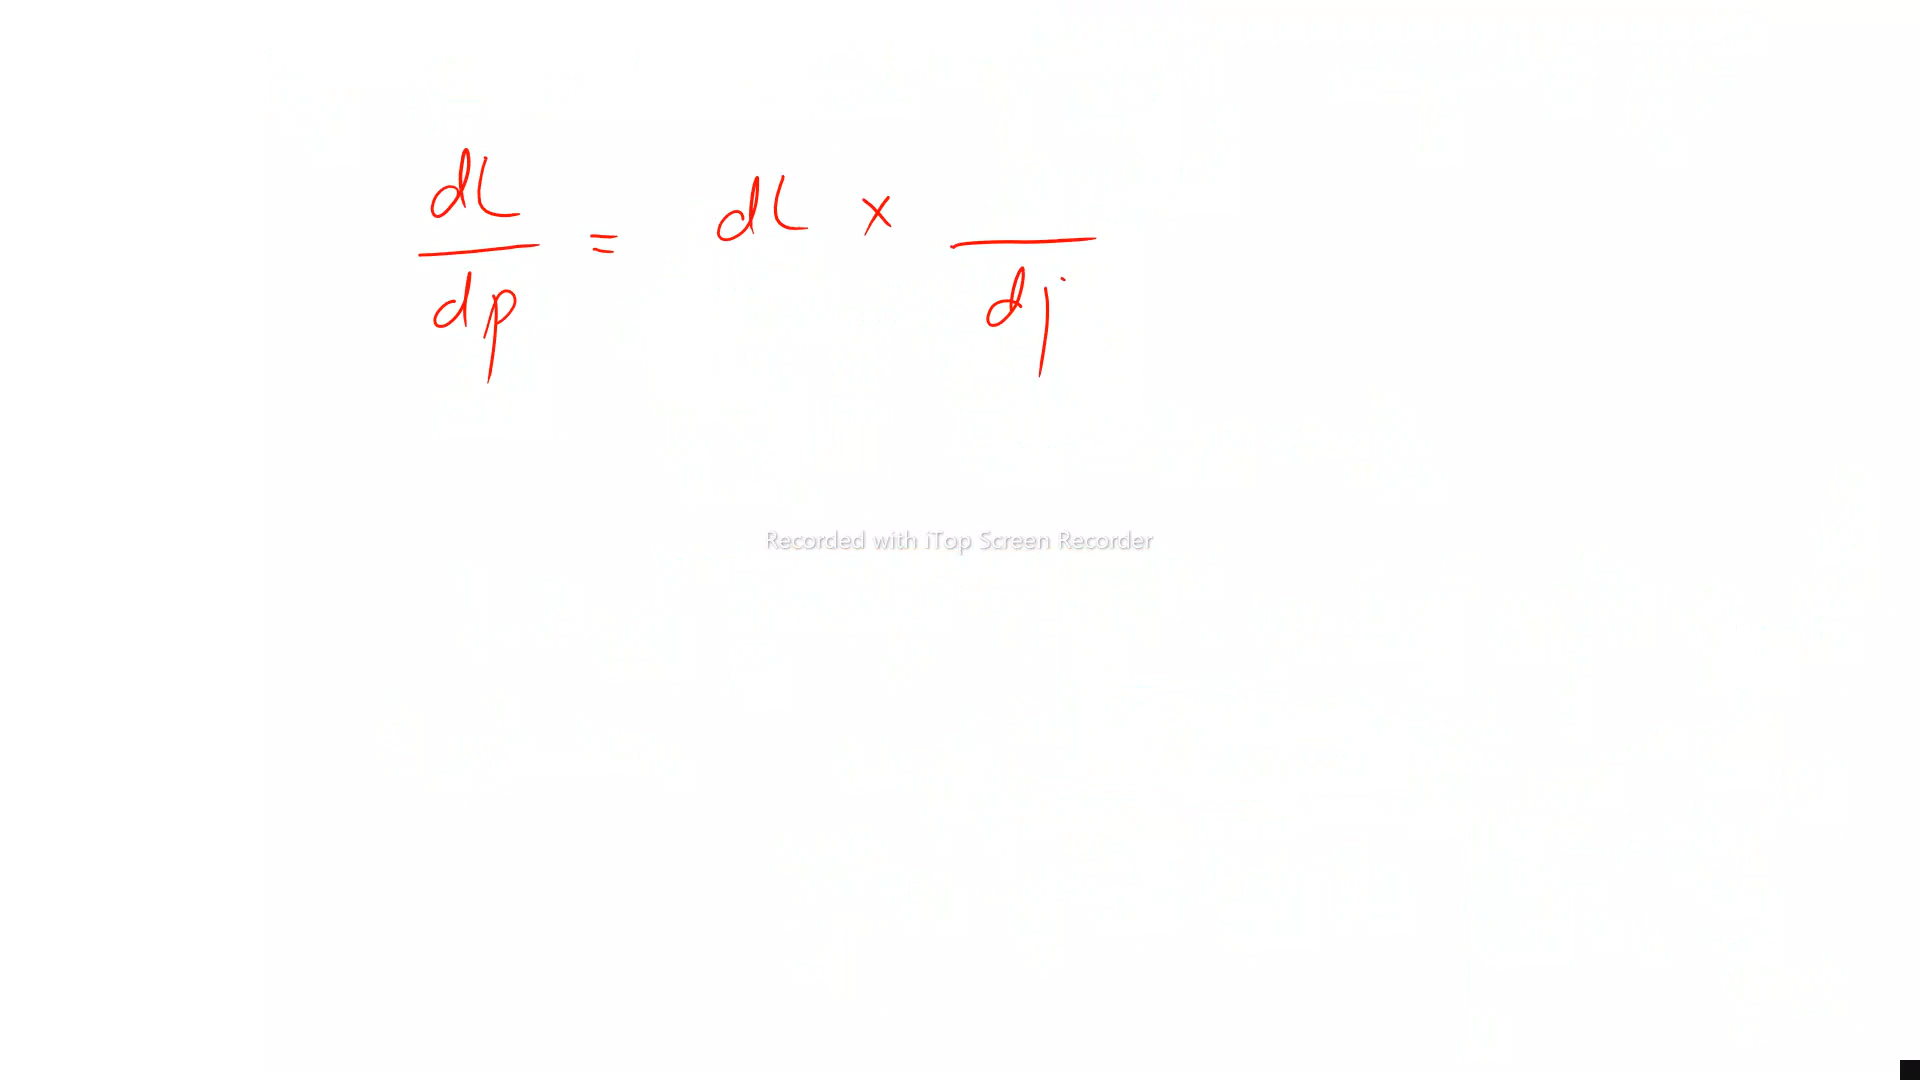 dL/dp = dL × /dj
Recorded with iTop Screen Recorder